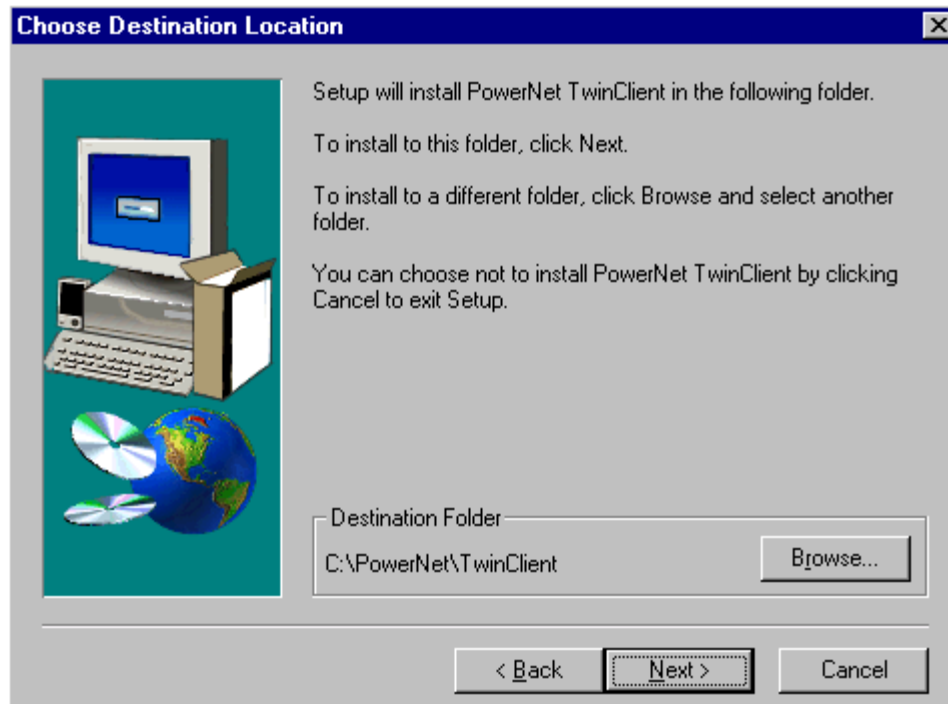 Choose Destination Location
Setup will install PowerNet TwinClient in the following folder.
To install to this folder, click Next.
To install to a different folder, click Browse and select another
folder.
You can choose not to install PowerNet TwinClient by clicking
Cancel to exit Setup.
Destination Folder
C:\PowerNet\TwinClient
Browse...
< Back
Next >
Cancel